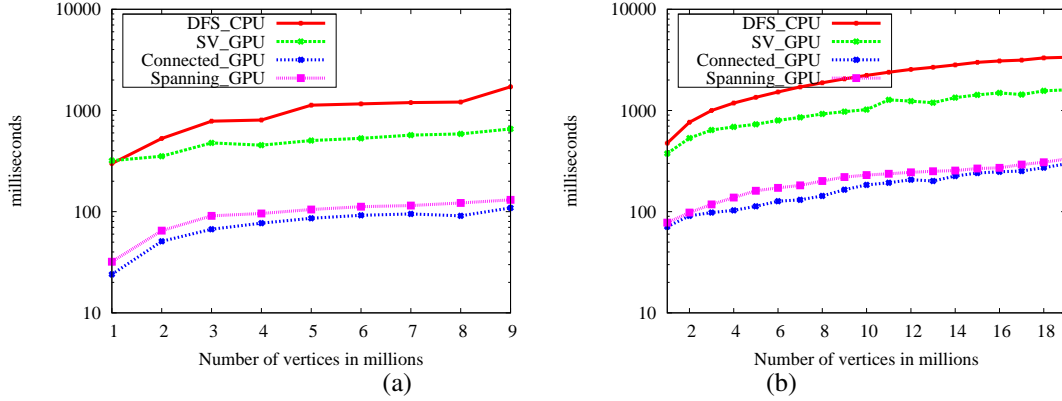 10000
1000
100
10
milliseconds
DFS_CPU
SV_GPU
Connected_GPU
Spanning_GPU
1 2 3 4 5 6 7 8 9
Number of vertices in millions
(a)
10000
1000
100
10
milliseconds
DFS_CPU
SV_GPU
Connected_GPU
Spanning_GPU
2 4 6 8 10 12 14 16 18
Number of vertices in millions
(b)